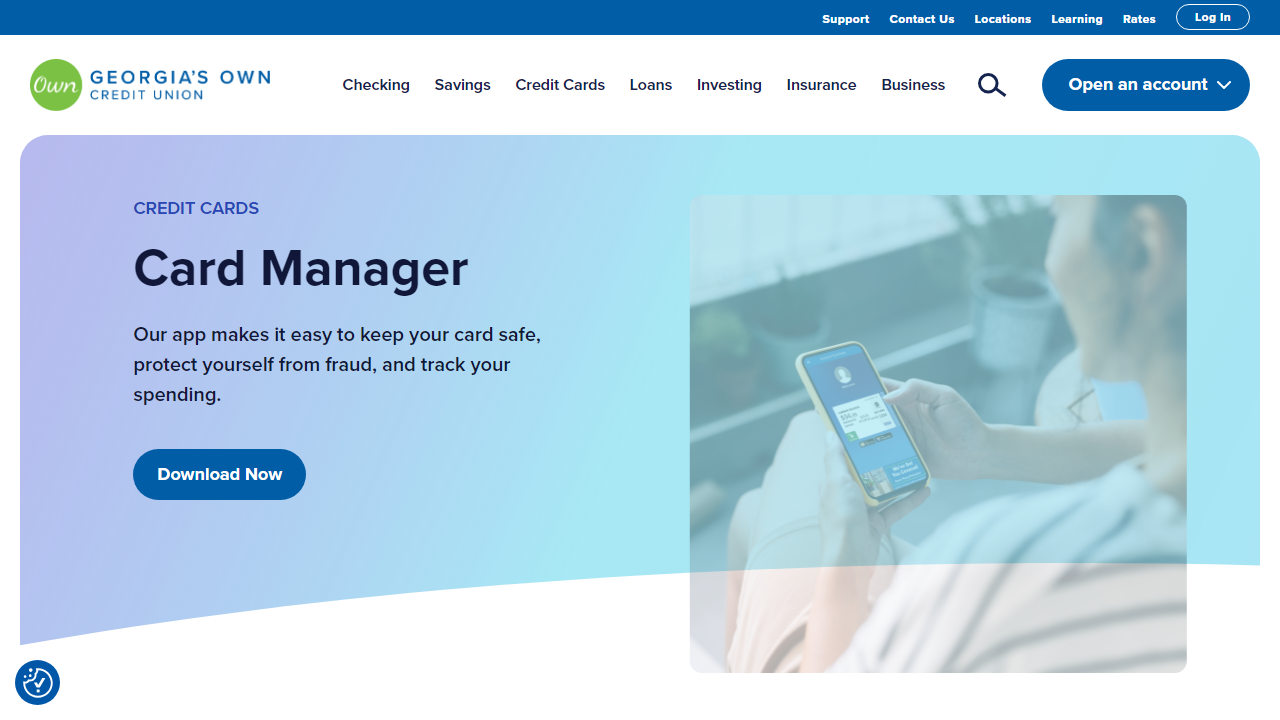 Support Contact Us Locations Learning Rates Log In
Own GEORGIA'S OWN
CREDIT UNION
Checking Savings Credit Cards Loans Investing Insurance Business Open an account
CREDIT CARDS
Card Manager
Our app makes it easy to keep your card safe,
protect yourself from fraud, and track your
spending.
Download Now